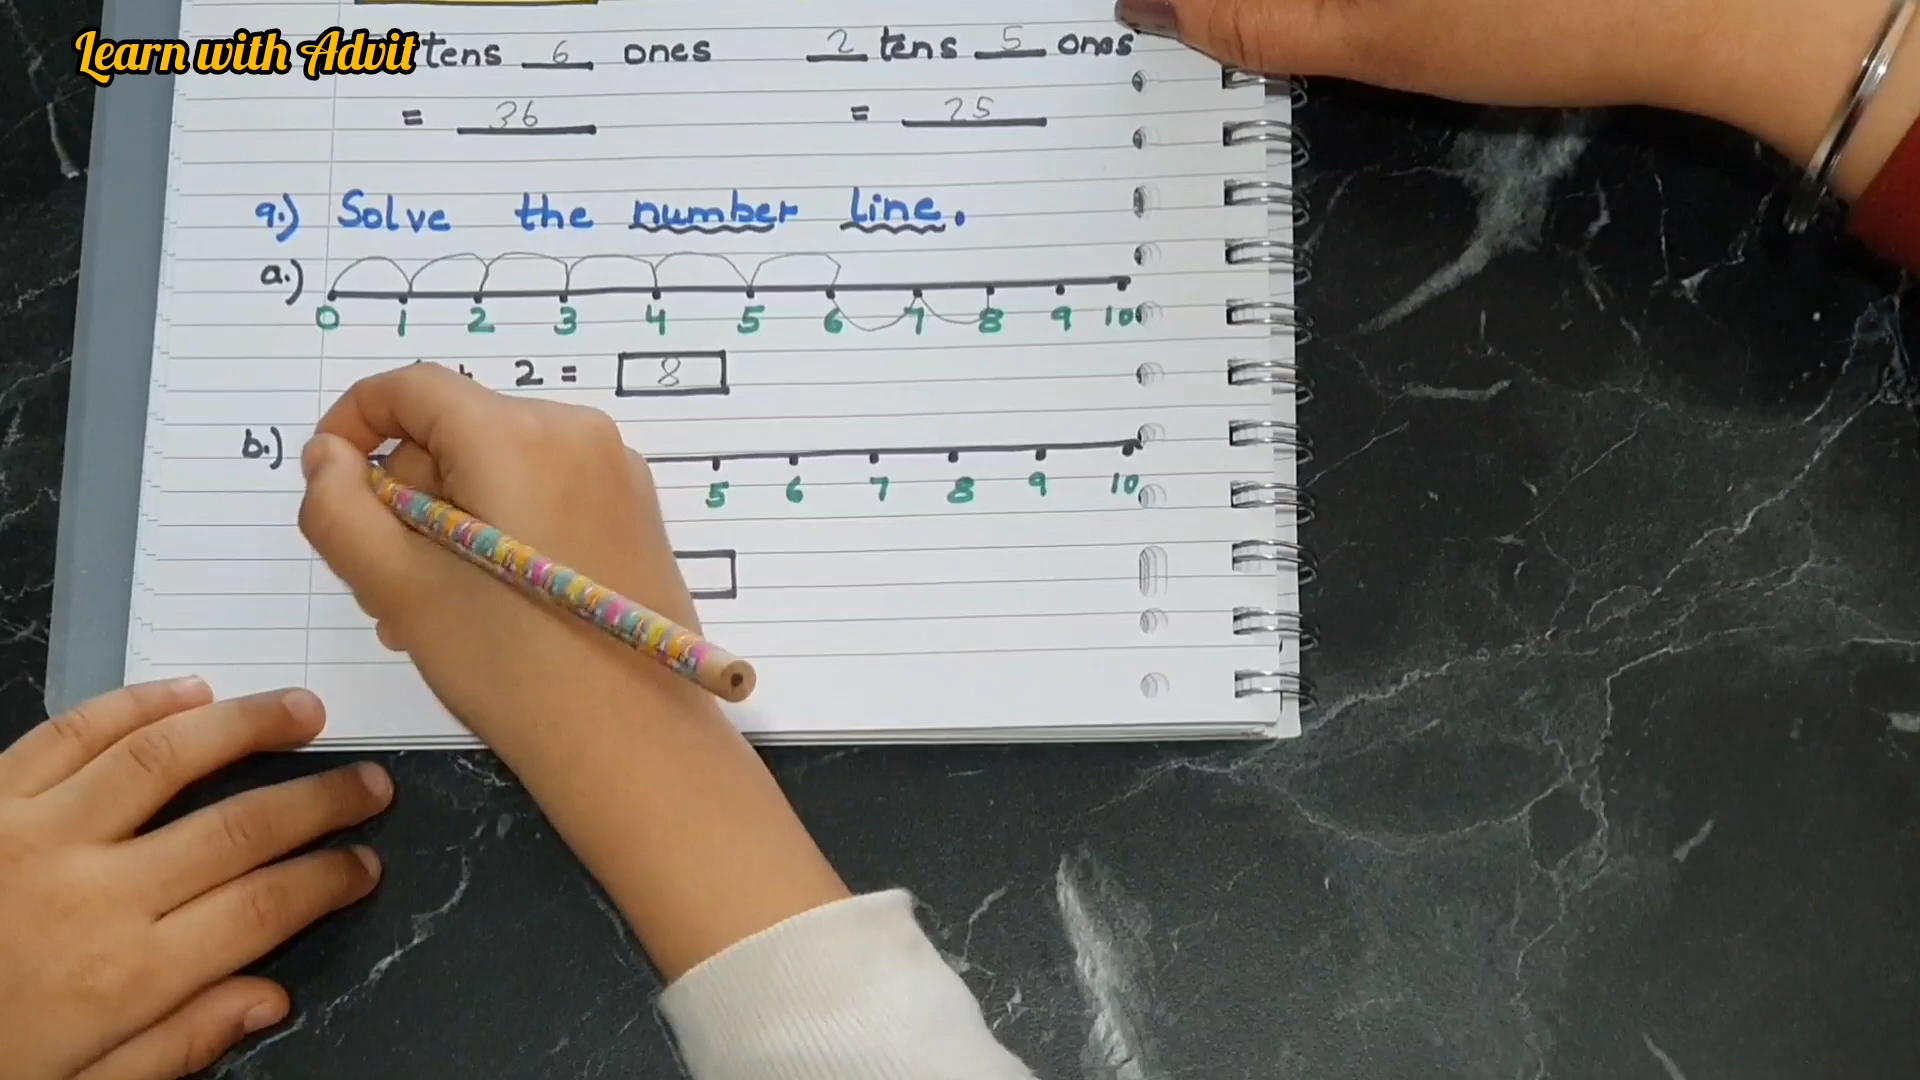 Learn with Advit
tens 6 ones 2 tens 5 ones
= 36 = 25
9.) Solve the number line.
a.)
0 1 2 3 4 5 6 7 8 9 10
+ 2 = 8
b.)
5 6 7 8 9 10